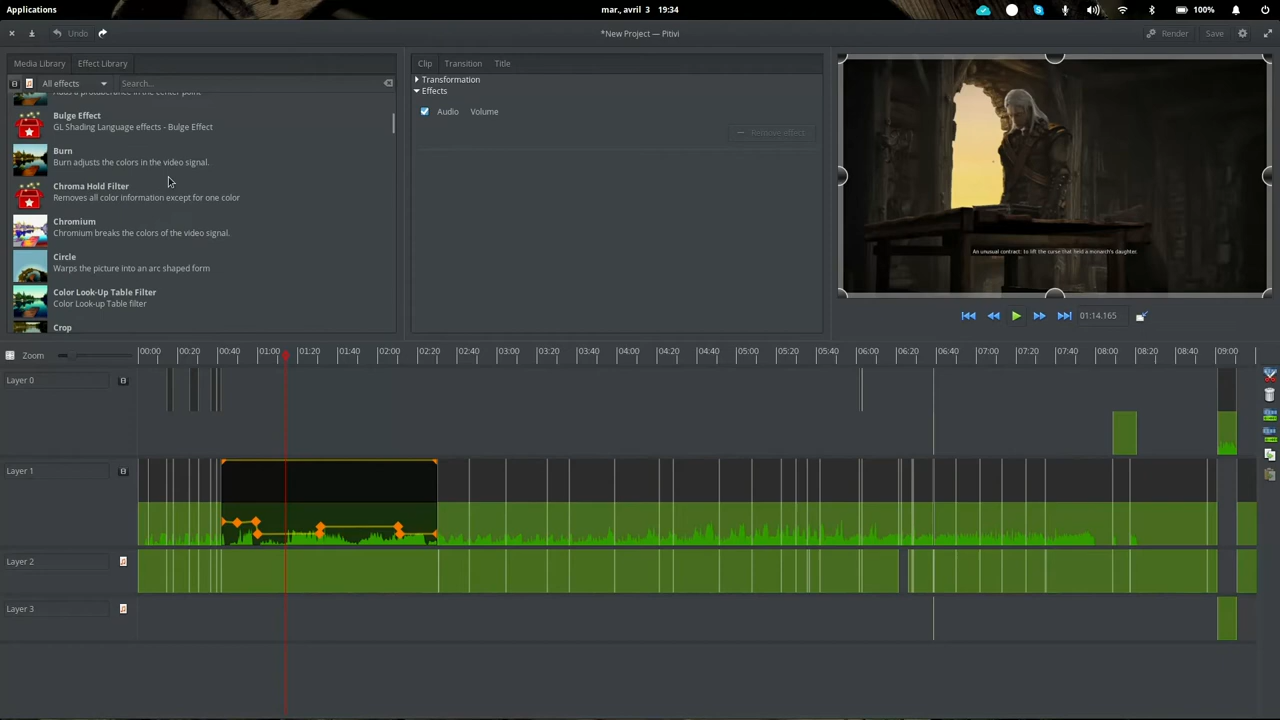 Applications
mar., avril 3 19:34
100%
Undo
*New Project — Pitivi
Render
Save
Media Library
Effect Library
All effects
Search...
Adds a protuberance in the center point
Bulge Effect
GL Shading Language effects - Bulge Effect
Burn
Burn adjusts the colors in the video signal.
Chroma Hold Filter
Removes all color information except for one color
Chromium
Chromium breaks the colors of the video signal.
Circle
Warps the picture into an arc shaped form
Color Look-Up Table Filter
Color Look-up Table filter
Crop
Clip
Transition
Title
Transformation
Effects
Audio
Volume
Remove effect
An unusual contract: to lift the curse that held a monarch's daughter.
01:14.165
Zoom
00:00 00:20 00:40 01:00 01:20 01:40 02:00 02:20 02:40 03:00 03:20 03:40 04:00 04:20 04:40 05:00 05:20 05:40 06:00 06:20 06:40 07:00 07:20 07:40 08:00 08:20 08:40 09:00
Layer 0
Layer 1
Layer 2
Layer 3